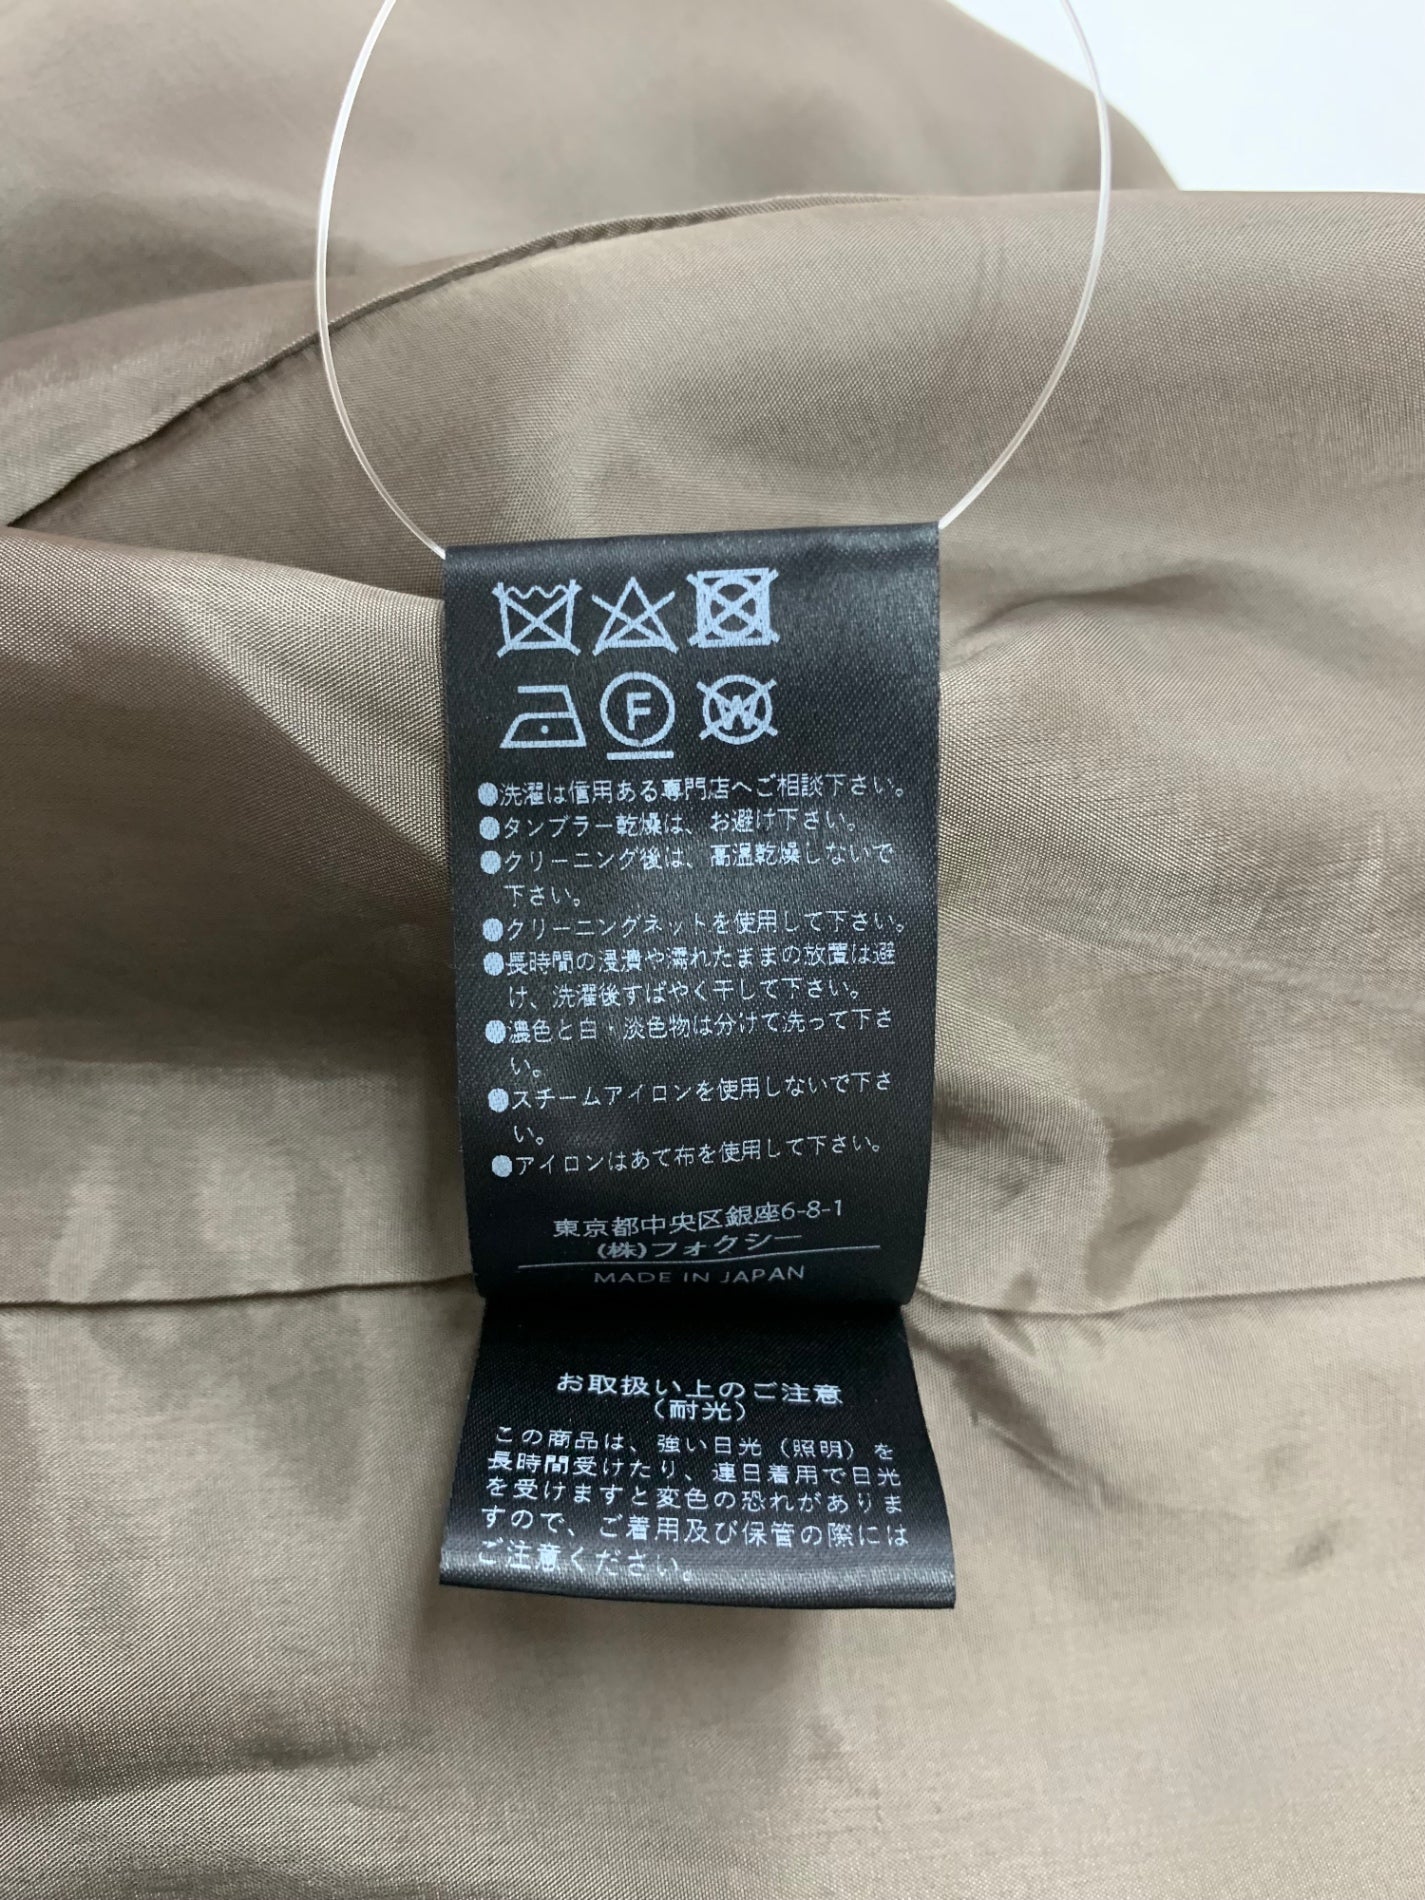 F W
●洗濯は信用ある専門店へご相談下さい。
●タンブラー乾燥は、お避け下さい。
●クリーニング後は、高温乾燥しないで
下さい。
●クリーニングネットを使用して下さい。
●長時間の浸漬や濡れたままの放置は避
け、洗濯後すばやく干して下さい。
●濃色と白・淡色物は分けて洗って下さ
い。
●スチームアイロンを使用しないで下さ
い。
●アイロンはあて布を使用して下さい。
東京都中央区銀座6-8-1
(株)フォクシー
MADE IN JAPAN
お取扱い上のご注意
(耐光)
この商品は、強い日光(照明)を
長時間受けたり、連日着用で日光
を受けますと変色の恐れがありま
すので、ご着用及び保管の際には
ご注意ください。